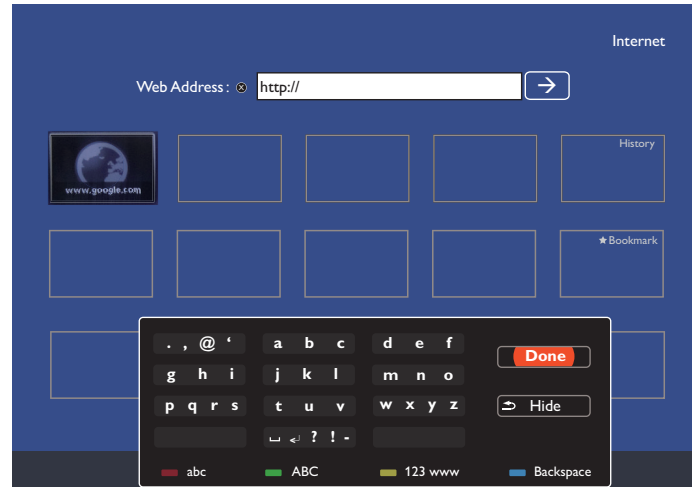 Internet
Web Address : ⊗ http:// →
www.google.com
History
★Bookmark
. , @ ‘ a b c d e f
Done
g h i j k l m n o
p q r s t u v w x y z
Hide
␣ ↲ ? ! -
abc ABC 123 www Backspace